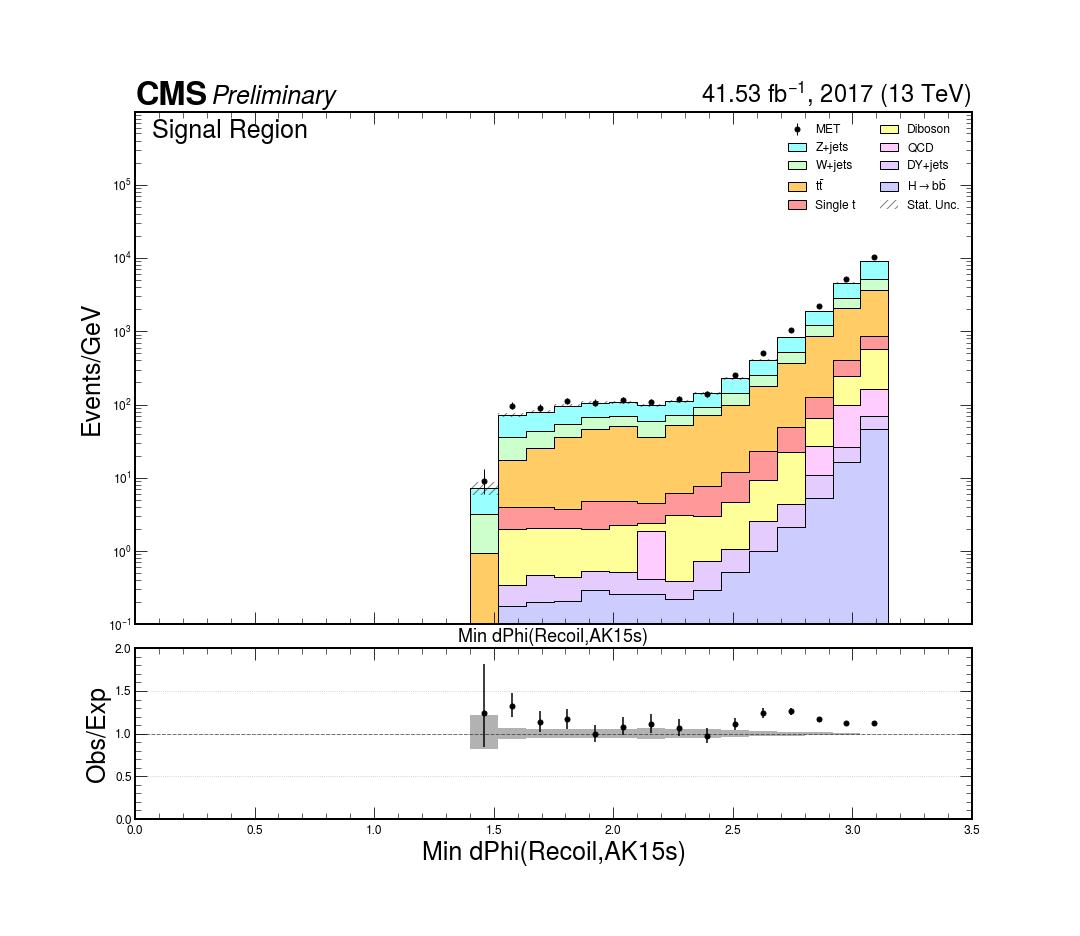 CMS Preliminary 41.53 fb⁻¹, 2017 (13 TeV)
Signal Region
MET
Z+jets
W+jets
tt̄
Single t
Diboson
QCD
DY+jets
H→bb̄
Stat. Unc.
Events/GeV
10⁵
10⁴
10³
10²
10¹
10⁰
10⁻¹
Min dPhi(Recoil,AK15s)
Obs/Exp
2.0
1.5
1.0
0.5
0.0
0.0 0.5 1.0 1.5 2.0 2.5 3.0 3.5
Min dPhi(Recoil,AK15s)